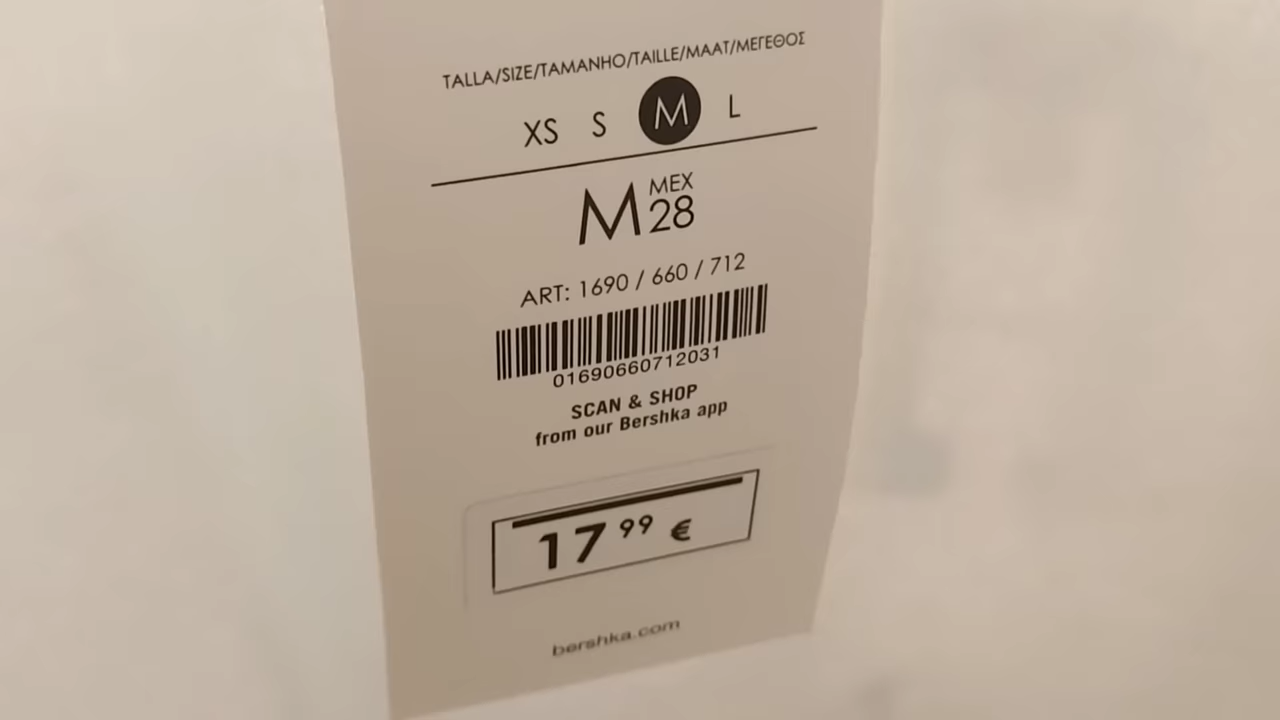 TALLA/SIZE/TAMANHO/TAILLE/MAAT/ΜΕΓΕΘΟΣ
XS S M L
M MEX 28
ART: 1690 / 660 / 712
01690660712031
SCAN & SHOP
from our Bershka app
17 99 €
bershka.com